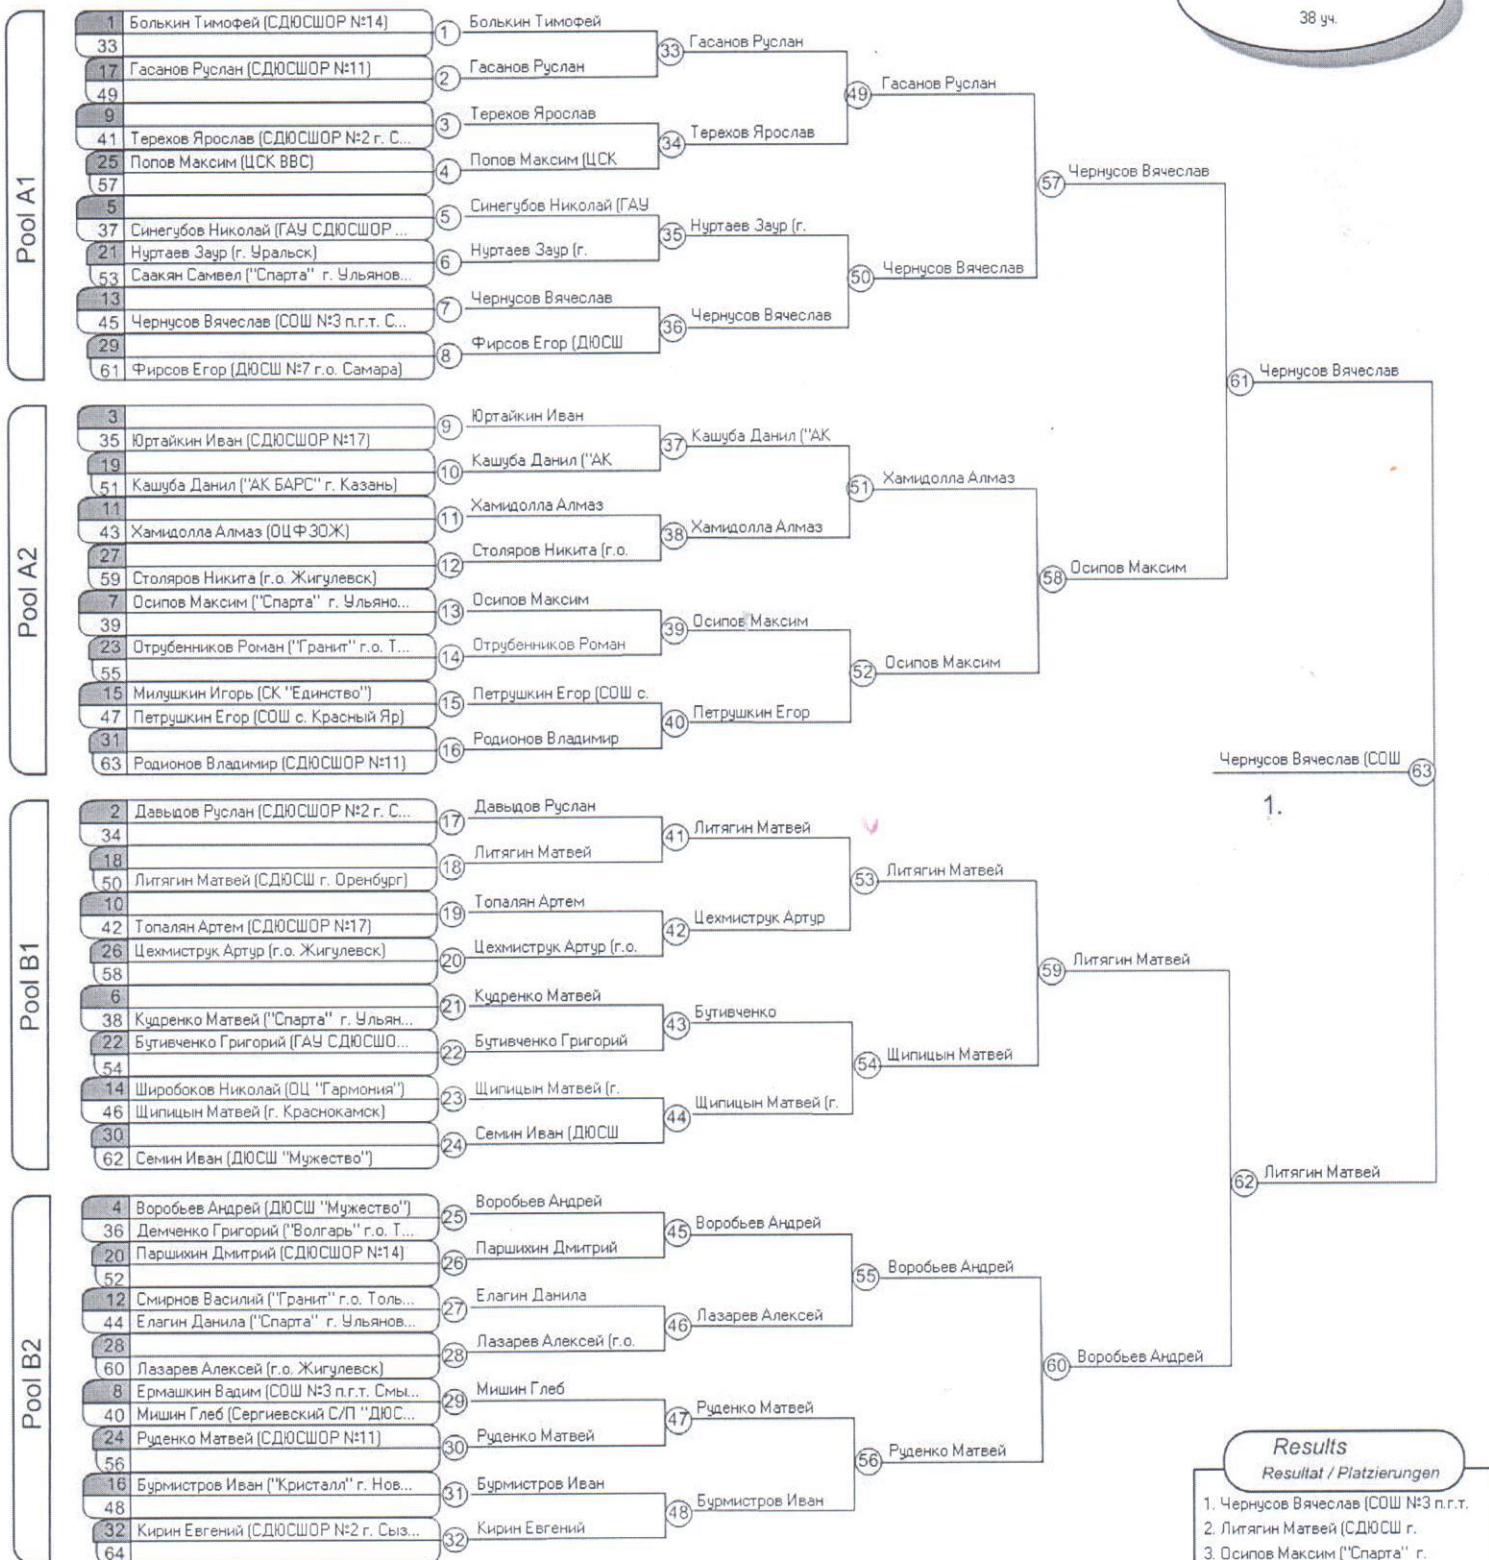 38 уч.
Pool A1
1 Болькин Тимофей (СДЮСШОР №14)
33
17 Гасанов Руслан (СДЮСШОР №11)
49
9
41 Терехов Ярослав (СДЮСШОР №2 г. С...
25 Попов Максим (ЦСК ВВС)
57
5
37 Синегубов Николай (ГАУ СДЮСШОР ...
21 Нуртаев Заур (г. Уральск)
53 Саакян Самвел ("Спарта" г. Ульянов...
13
45 Чернусов Вячеслав (СОШ №3 п.г.т. С...
29
61 Фирсов Егор (ДЮСШ №7 г.о. Самара)
1 Болькин Тимофей
2 Гасанов Руслан
3 Терехов Ярослав
4 Попов Максим (ЦСК
5 Синегубов Николай (ГАУ
6 Нуртаев Заур (г.
7 Чернусов Вячеслав
8 Фирсов Егор (ДЮСШ
33 Гасанов Руслан
34 Терехов Ярослав
35 Нуртаев Заур (г.
36 Чернусов Вячеслав
49 Гасанов Руслан
50 Чернусов Вячеслав
57 Чернусов Вячеслав
Pool A2
3
35 Юртайкин Иван (СДЮСШОР №17)
19
51 Кашуба Данил ("АК БАРС" г. Казань)
11
43 Хамидолла Алмаз (ОЦФЗОЖ)
27
59 Столяров Никита (г.о. Жигулевск)
7 Осипов Максим ("Спарта" г. Ульяно...
39
23 Отрубенников Роман ("Гранит" г.о. Т...
55
15 Милушкин Игорь (СК "Единство")
47 Петрушкин Егор (СОШ с. Красный Яр)
31
63 Родионов Владимир (СДЮСШОР №11)
9 Юртайкин Иван
10 Кашуба Данил ("АК
11 Хамидолла Алмаз
12 Столяров Никита (г.о.
13 Осипов Максим
14 Отрубенников Роман
15 Петрушкин Егор (СОШ с.
16 Родионов Владимир
37 Кашуба Данил ("АК
38 Хамидолла Алмаз
39 Осипов Максим
40 Петрушкин Егор
51 Хамидолла Алмаз
52 Осипов Максим
58 Осипов Максим
61 Чернусов Вячеслав
Чернусов Вячеслав (СОШ 63
1.
Pool B1
2 Давыдов Руслан (СДЮСШОР №2 г. С...
34
18
50 Литягин Матвей (СДЮСШ г. Оренбург)
10
42 Топалян Артем (СДЮСШОР №17)
26 Цехмиструк Артур (г.о. Жигулевск)
58
6
38 Кудренко Матвей ("Спарта" г. Ульян...
22 Бутивченко Григорий (ГАУ СДЮСШО...
54
14 Широбоков Николай (ОЦ "Гармония")
46 Щипицын Матвей (г. Краснокамск)
30
62 Семин Иван (ДЮСШ "Мужество")
17 Давыдов Руслан
18 Литягин Матвей
19 Топалян Артем
20 Цехмиструк Артур (г.о.
21 Кудренко Матвей
22 Бутивченко Григорий
23 Щипицын Матвей (г.
24 Семин Иван (ДЮСШ
41 Литягин Матвей
42 Цехмиструк Артур
43 Бутивченко
44 Щипицын Матвей (г.
53 Литягин Матвей
54 Щипицын Матвей
59 Литягин Матвей
Pool B2
4 Воробьев Андрей (ДЮСШ "Мужество")
36 Демченко Григорий ("Волгарь" г.о. Т...
20 Паршихин Дмитрий (СДЮСШОР №14)
52
12 Смирнов Василий ("Гранит" г.о. Толь...
44 Елагин Данила ("Спарта" г. Ульянов...
28
60 Лазарев Алексей (г.о. Жигулевск)
8 Ермашкин Вадим (СОШ №3 п.г.т. Смы...
40 Мишин Глеб (Сергиевский С/П "ДЮС...
24 Руденко Матвей (СДЮСШОР №11)
56
16 Бурмистров Иван ("Кристалл" г. Нов...
48
32 Кирин Евгений (СДЮСШОР №2 г. Сыз...
64
25 Воробьев Андрей
26 Паршихин Дмитрий
27 Елагин Данила
28 Лазарев Алексей (г.о.
29 Мишин Глеб
30 Руденко Матвей
31 Бурмистров Иван
32 Кирин Евгений
45 Воробьев Андрей
46 Лазарев Алексей
47 Руденко Матвей
48 Бурмистров Иван
55 Воробьев Андрей
56 Руденко Матвей
60 Воробьев Андрей
62 Литягин Матвей
Results
Resultat / Platzierungen
1. Чернусов Вячеслав (СОШ №3 п.г.т.
2. Литягин Матвей (СДЮСШ г.
3. Осипов Максим ("Спарта" г.